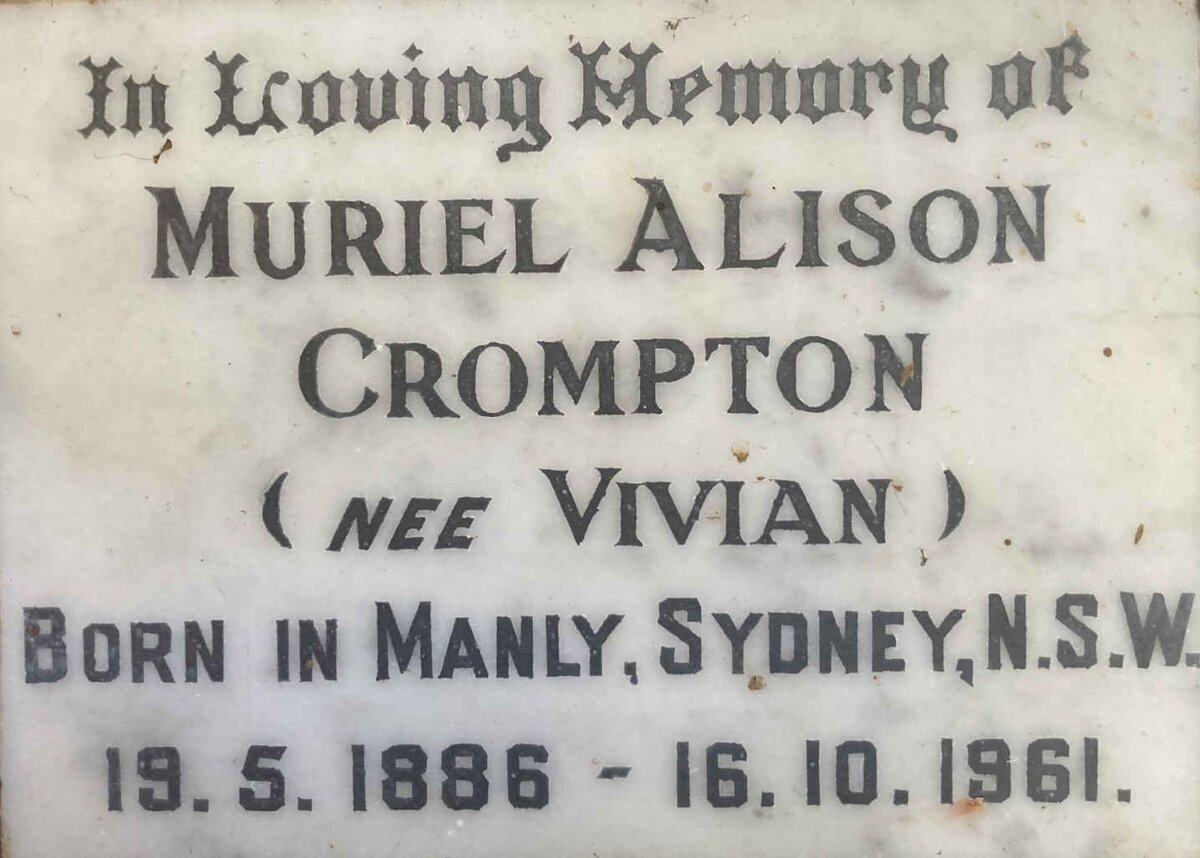 In Loving Memory of
MURIEL ALISON
CROMPTON
( NEE VIVIAN )
BORN IN MANLY, SYDNEY, N.S.W.
19. 5. 1886 - 16. 10. 1961.